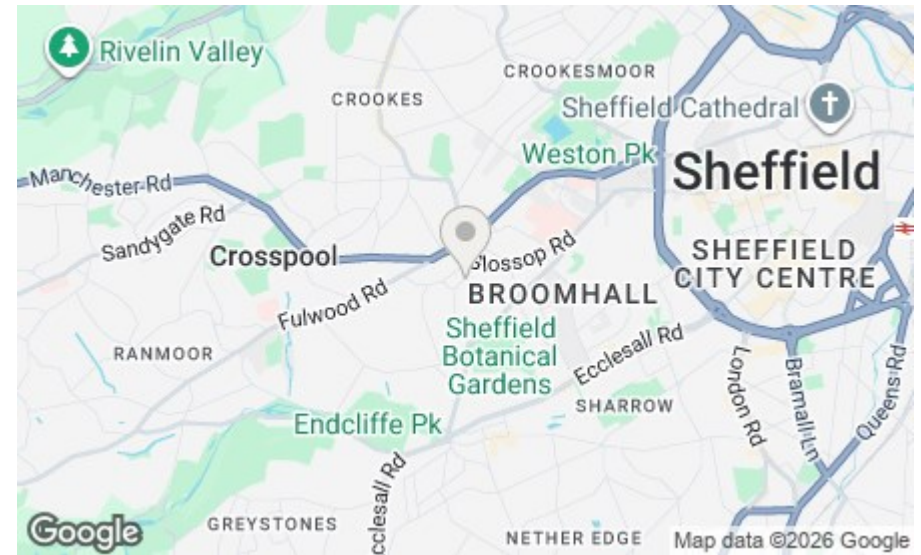 Rivelin Valley
CROOKESMOOR
CROOKES
Sheffield Cathedral
Weston Pk
Manchester Rd
Sheffield
Sandygate Rd
Crosspool
Glossop Rd
SHEFFIELD
CITY CENTRE
BROOMHALL
Fulwood Rd
Sheffield
Botanical
Gardens
Ecclesall Rd
RANMOOR
London Rd
Bramall Ln
Queens Rd
SHARROW
Endcliffe Pk
Ecclesall Rd
Google
GREYSTONES
NETHER EDGE
Map data ©2026 Google